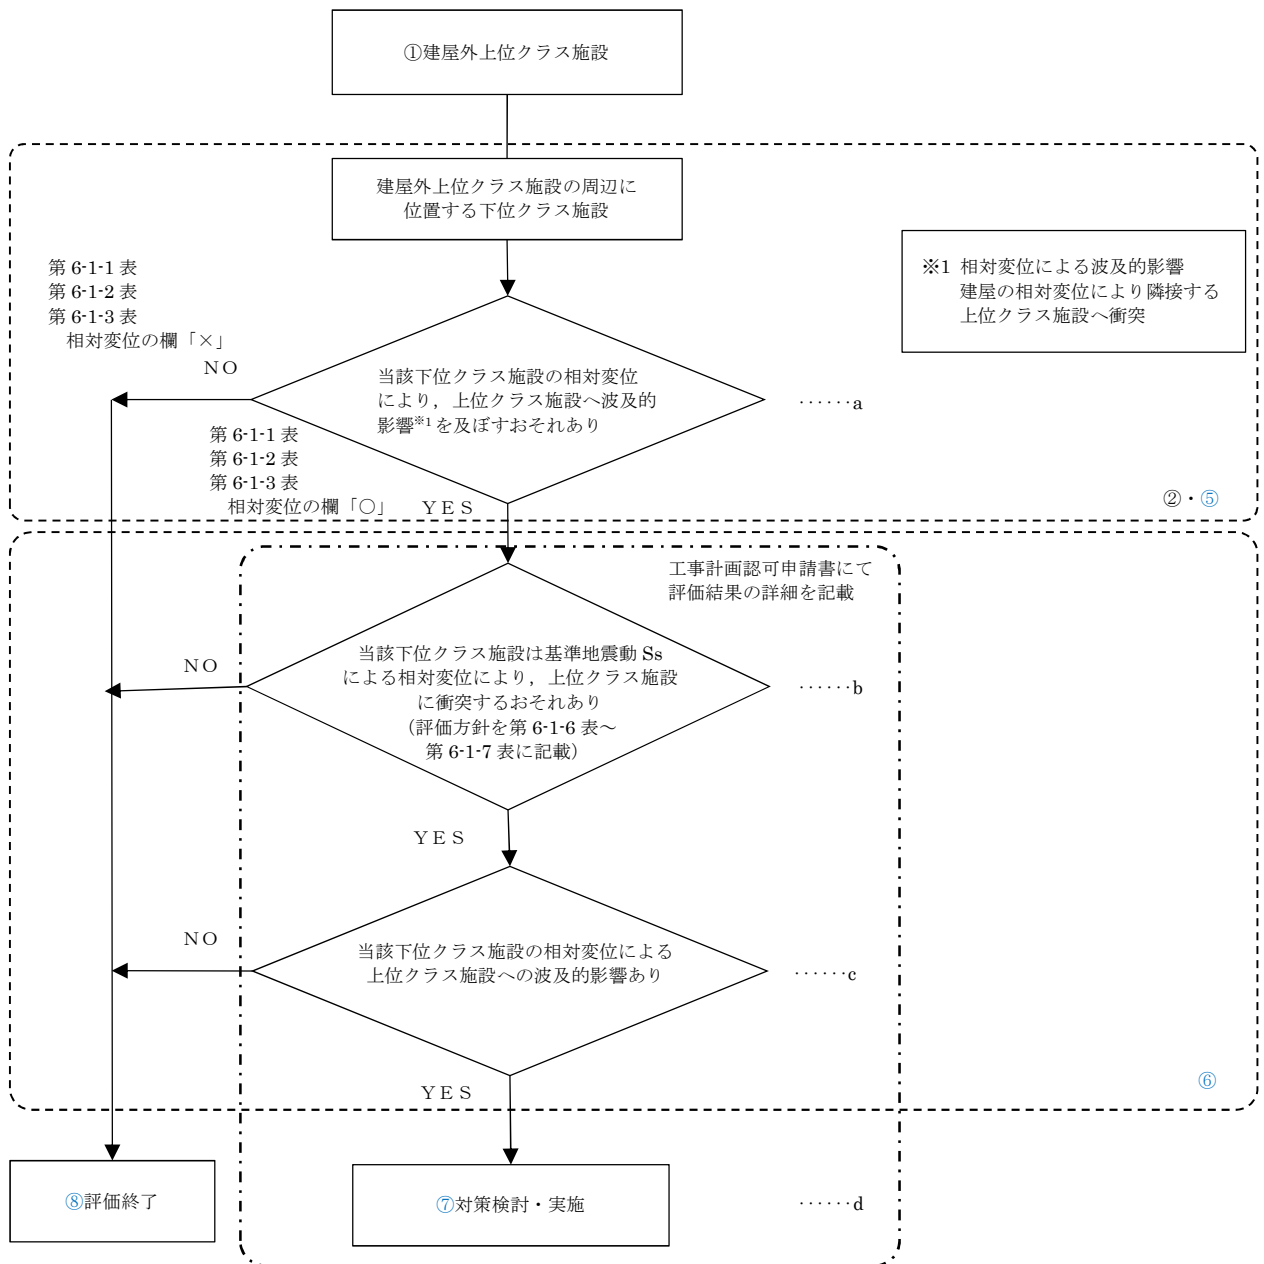 ①建屋外上位クラス施設
建屋外上位クラス施設の周辺に
位置する下位クラス施設
※1 相対変位による波及的影響
建屋の相対変位により隣接する
上位クラス施設へ衝突
第 6-1-1 表
第 6-1-2 表
第 6-1-3 表
相対変位の欄「×」
ＮＯ
当該下位クラス施設の相対変位
により，上位クラス施設へ波及的
影響※1 を及ぼすおそれあり
······a
第 6-1-1 表
第 6-1-2 表
第 6-1-3 表
相対変位の欄「○」
ＹＥＳ
②・⑤
工事計画認可申請書にて
評価結果の詳細を記載
当該下位クラス施設は基準地震動 Ss
による相対変位により，上位クラス施設
に衝突するおそれあり
（評価方針を第 6-1-6 表～
第 6-1-7 表に記載）
ＮＯ
······b
ＹＥＳ
当該下位クラス施設の相対変位による
上位クラス施設への波及的影響あり
ＮＯ
······c
ＹＥＳ
⑥
⑧評価終了
⑦対策検討・実施
······d